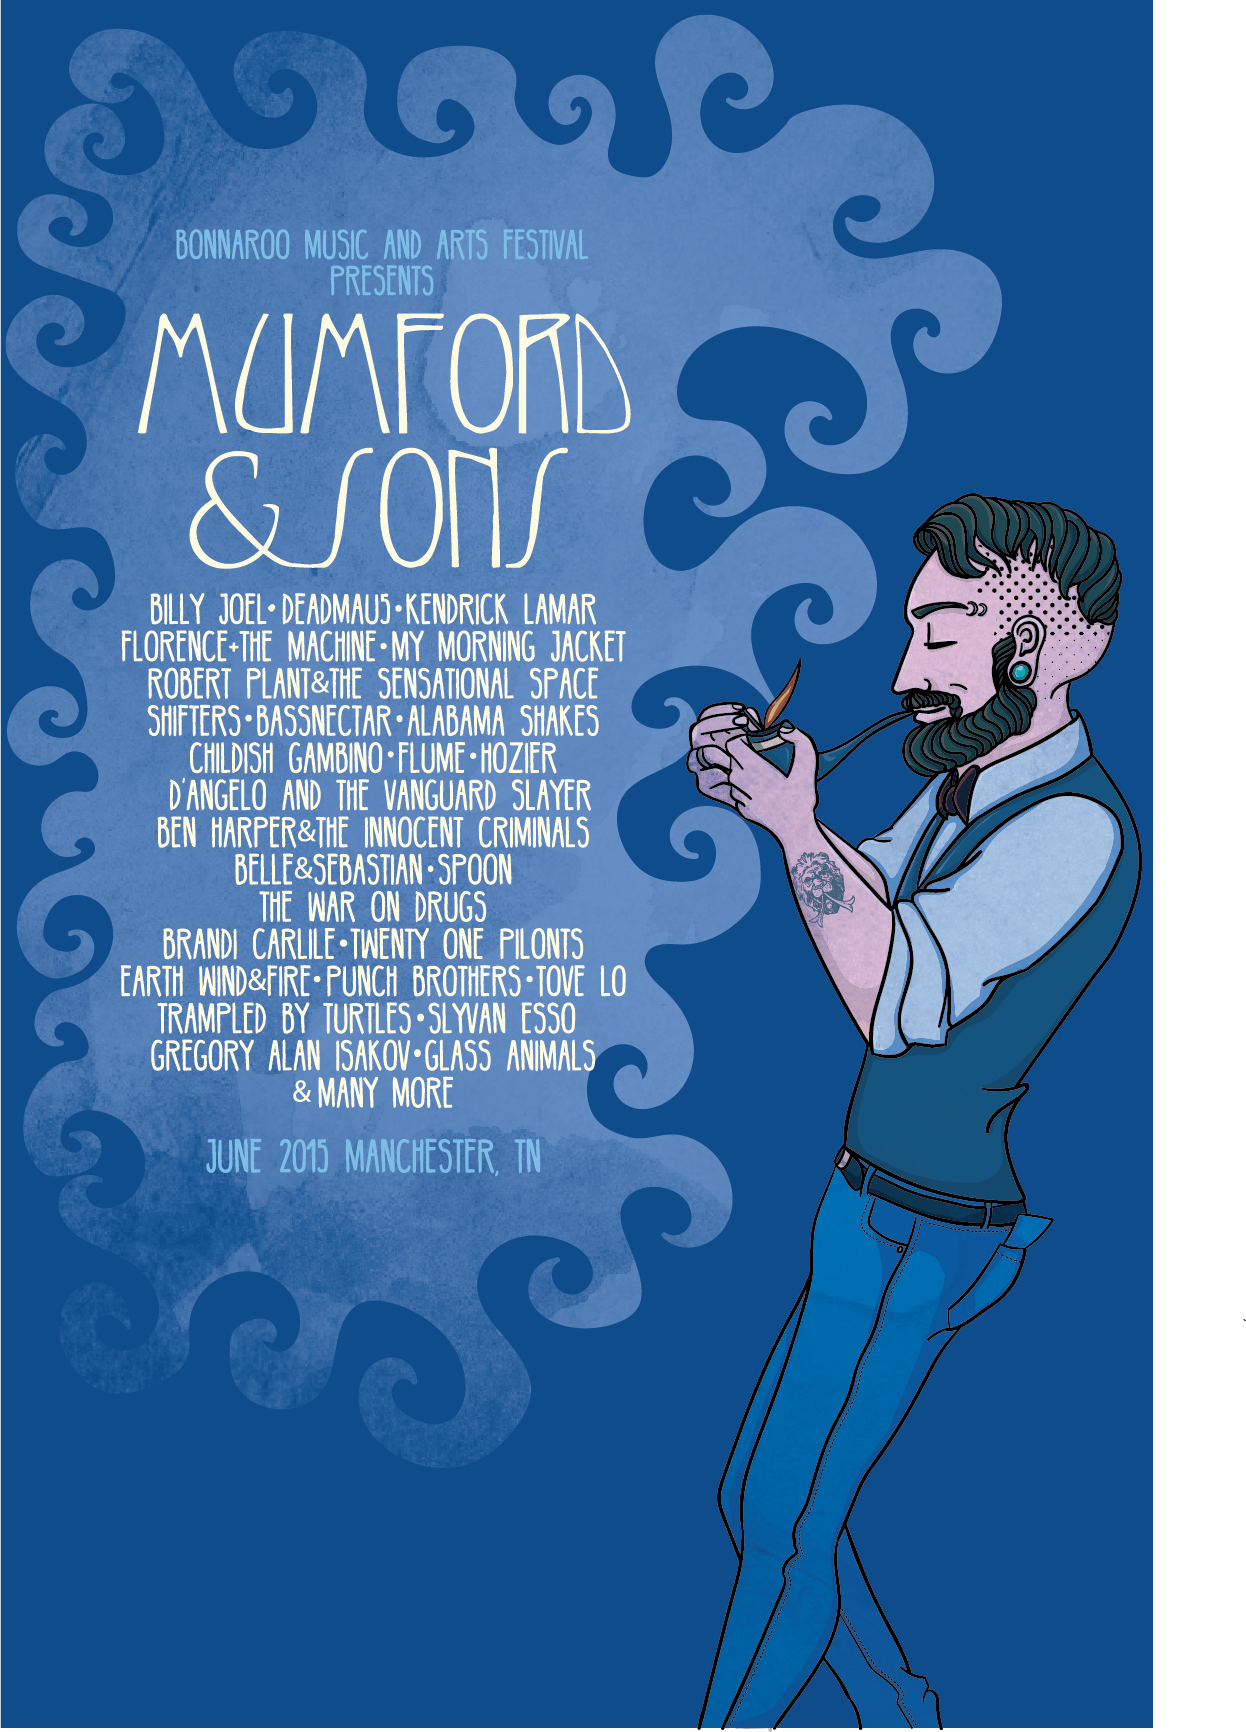 BONNAROO MUSIC AND ARTS FESTIVAL
PRESENTS
MUMFORD
& SONS
BILLY JOEL•DEADMAU5•KENDRICK LAMAR
FLORENCE+THE MACHINE•MY MORNING JACKET
ROBERT PLANT&THE SENSATIONAL SPACE
SHIFTERS•BASSNECTAR•ALABAMA SHAKES
CHILDISH GAMBINO•FLUME•HOZIER
D'ANGELO AND THE VANGUARD SLAYER
BEN HARPER&THE INNOCENT CRIMINALS
BELLE&SEBASTIAN•SPOON
THE WAR ON DRUGS
BRANDI CARLILE•TWENTY ONE PILONTS
EARTH WIND&FIRE•PUNCH BROTHERS•TOVE LO
TRAMPLED BY TURTLES•SLYVAN ESSO
GREGORY ALAN ISAKOV•GLASS ANIMALS
& MANY MORE
JUNE 2015 MANCHESTER, TN